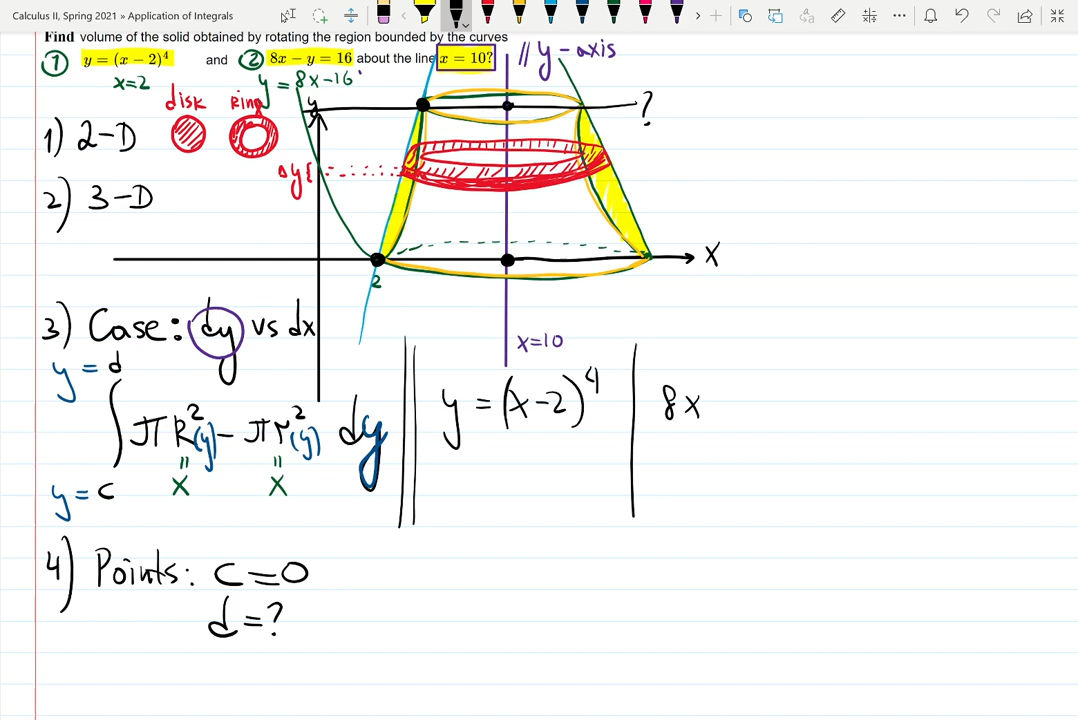 Calculus II, Spring 2021 » Application of Integrals
Find volume of the solid obtained by rotating the region bounded by the curves
① y = (x − 2)⁴ and ② 8x − y = 16 about the line x = 10?
// y-axis
x=2
y = 8x-16
disk Ring
y
?
1) 2-D
Δy{
2) 3-D
X
2
x=10
3) Case: dy vs dx
y = d
∫ πR²(y) - πr²(y) dy
y = (x-2)⁴
8x
" "
y = c X X
4) Points: c=0
d=?